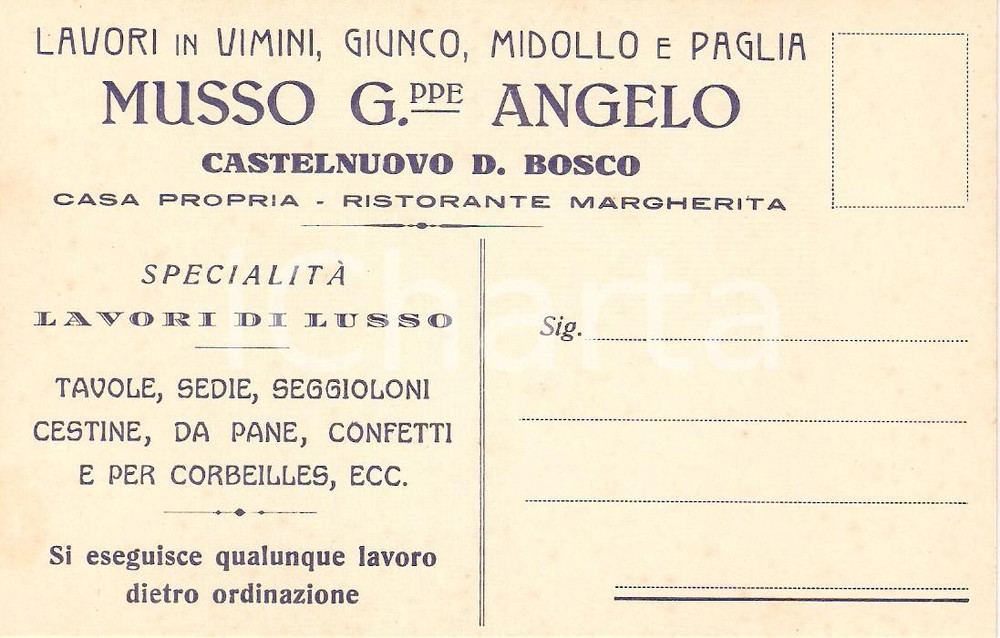 LAVORI IN VIMINI, GIUNCO, MIDOLLO E PAGLIA
MUSSO G.PPE ANGELO
CASTELNUOVO D. BOSCO
CASA PROPRIA - RISTORANTE MARGHERITA
SPECIALITÀ
LAVORI DI LUSSO
TAVOLE, SEDIE, SEGGIOLONI
CESTINE, DA PANE, CONFETTI
E PER CORBEILLES, ECC.
Si eseguisce qualunque lavoro
dietro ordinazione
Sig.
iCharta